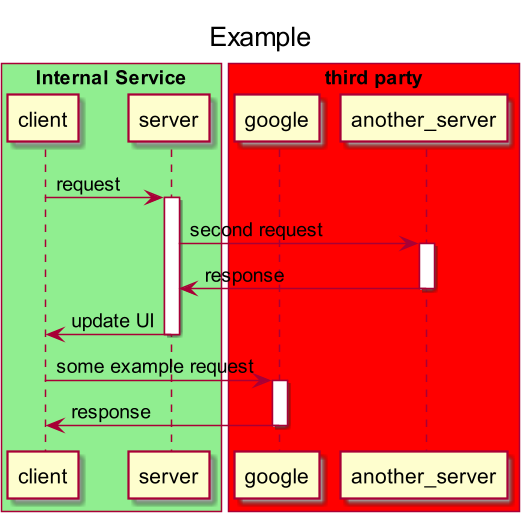 Example
Internal Service
third party
client
server
google
another_server
request
second request
response
update UI
some example request
response
client
server
google
another_server